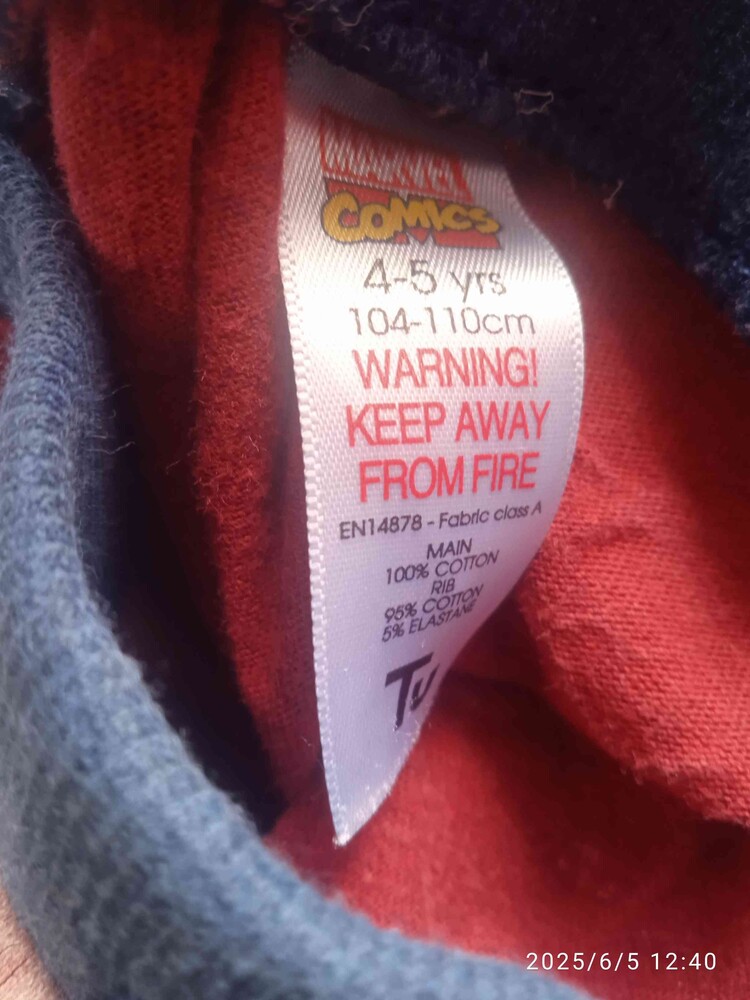 MARVEL
COMICS
4-5 yrs
104-110cm
WARNING!
KEEP AWAY
FROM FIRE
EN14878 - Fabric class A
MAIN
100% COTTON
RIB
95% COTTON
5% ELASTANE
Tu
2025/6/5 12:40